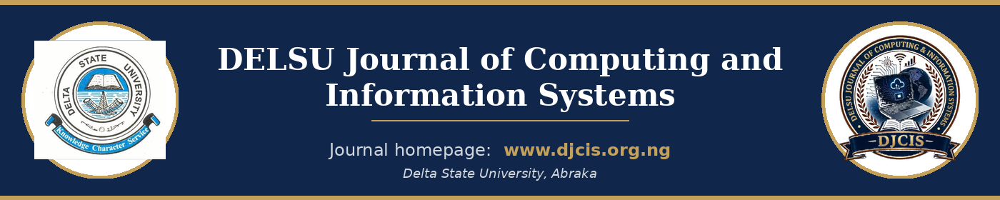 DELTA STATE UNIVERSITY
Knowledge Character Service
DELSU Journal of Computing and
Information Systems
Journal homepage: www.djcis.org.ng
Delta State University, Abraka
DELSU JOURNAL OF COMPUTING & INFORMATION SYSTEMS
DJCIS